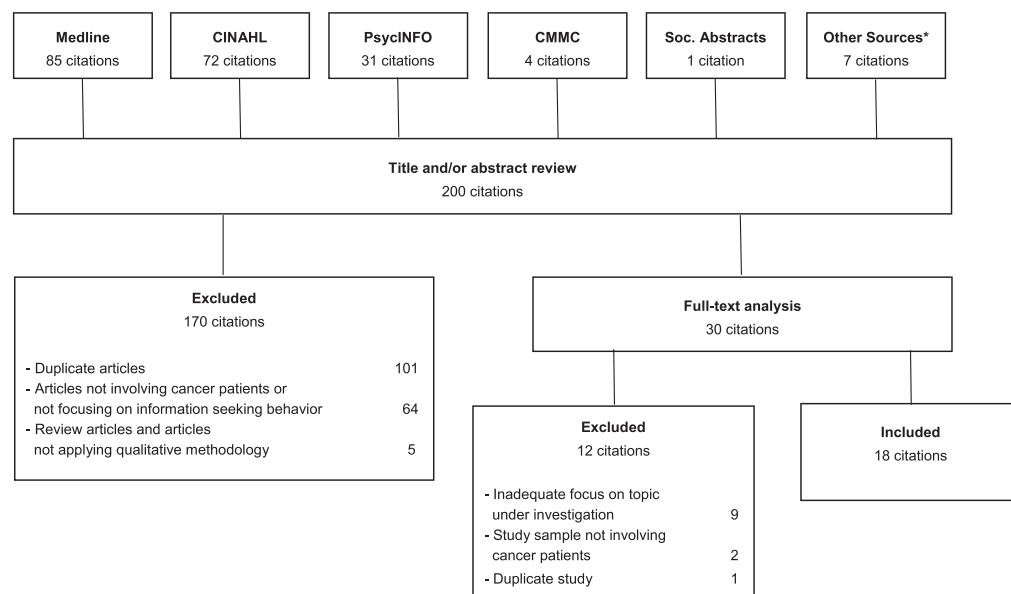 Medline
85 citations
CINAHL
72 citations
PsycINFO
31 citations
CMMC
4 citations
Soc. Abstracts
1 citation
Other Sources*
7 citations
Title and/or abstract review
200 citations
Excluded
170 citations
- Duplicate articles 101
- Articles not involving cancer patients or
not focusing on information seeking behavior 64
- Review articles and articles
not applying qualitative methodology 5
Full-text analysis
30 citations
Excluded
12 citations
- Inadequate focus on topic
under investigation 9
- Study sample not involving
cancer patients 2
- Duplicate study 1
Included
18 citations